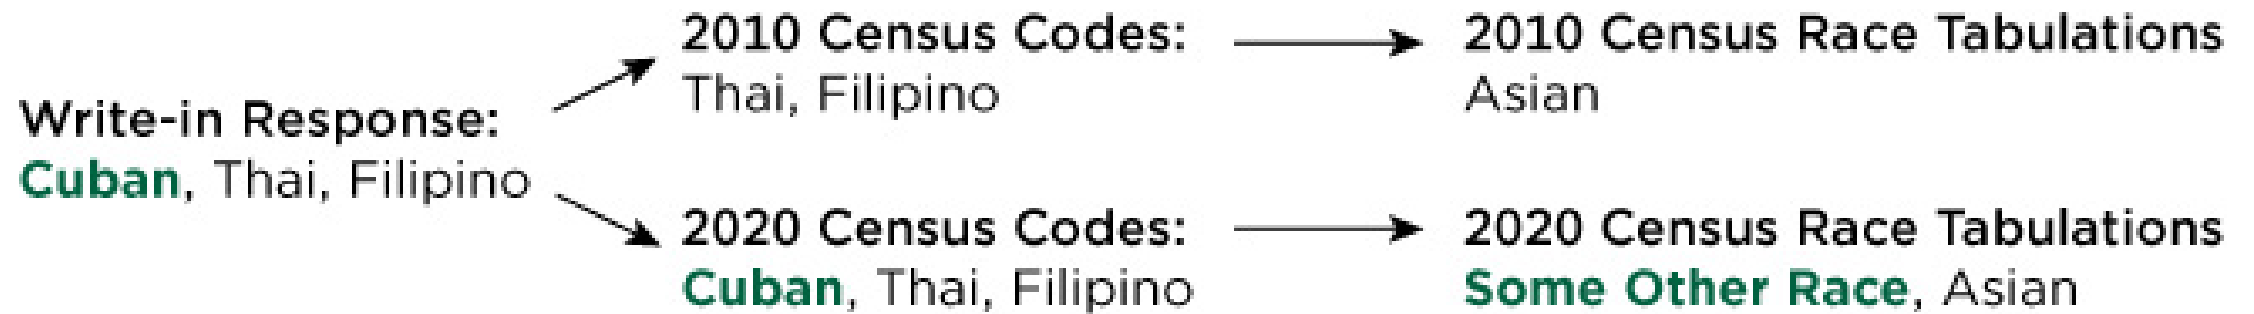 Write-in Response:
Cuban, Thai, Filipino
2010 Census Codes:
Thai, Filipino
2010 Census Race Tabulations
Asian
2020 Census Codes:
Cuban, Thai, Filipino
2020 Census Race Tabulations
Some Other Race, Asian